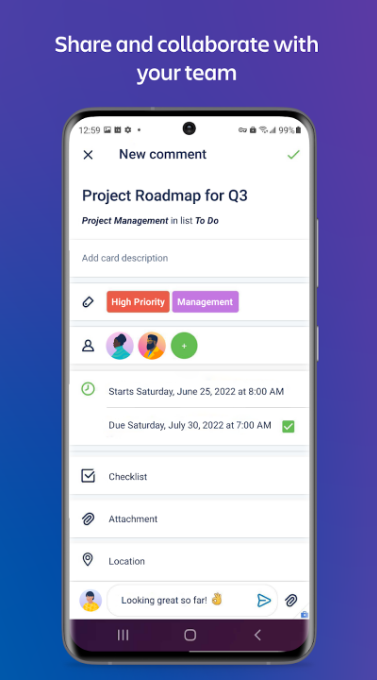 Share and collaborate with
your team
12:59 99%
New comment
Project Roadmap for Q3
Project Management in list To Do
Add card description
High Priority Management
+
Starts Saturday, June 25, 2022 at 8:00 AM
Due Saturday, July 30, 2022 at 7:00 AM
Checklist
Attachment
Location
Looking great so far! 👌